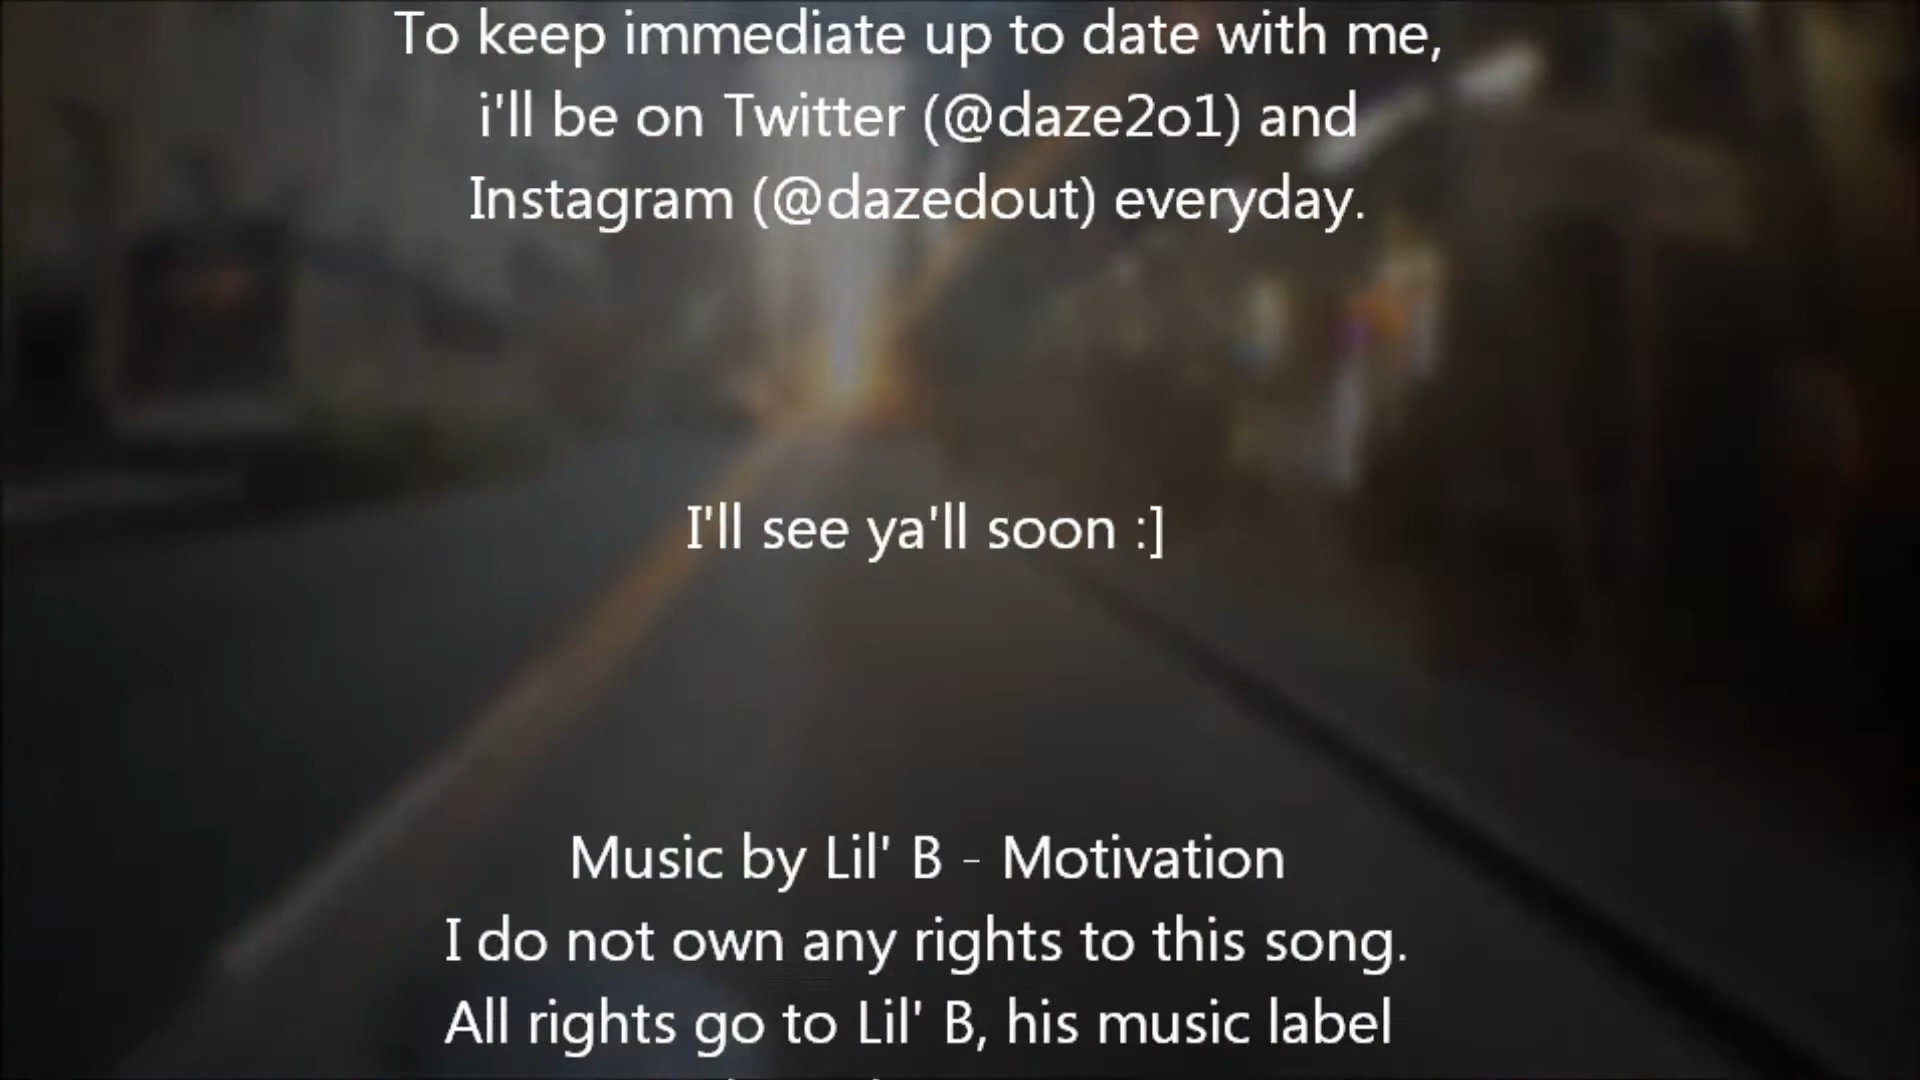 To keep immediate up to date with me,
i'll be on Twitter (@daze2o1) and
Instagram (@dazedout) everyday.
I'll see ya'll soon :]
Music by Lil' B - Motivation
I do not own any rights to this song.
All rights go to Lil' B, his music label